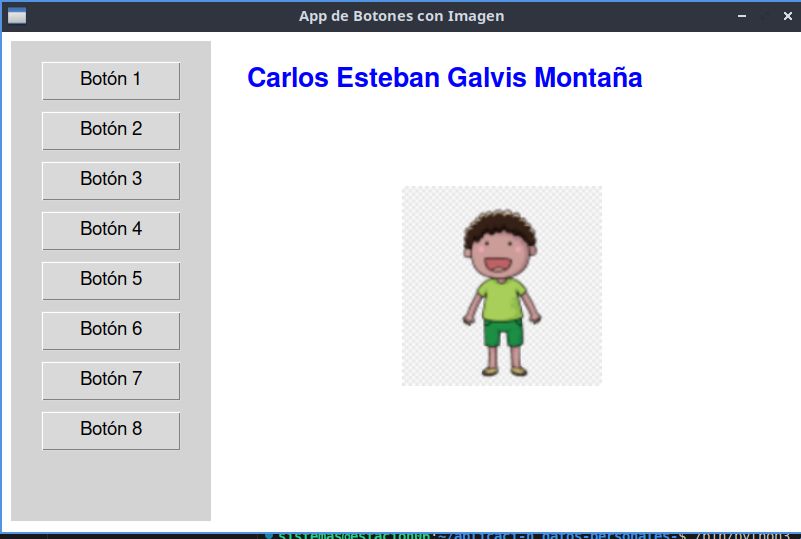 App de Botones con Imagen
Carlos Esteban Galvis Montaña
Botón 1
Botón 2
Botón 3
Botón 4
Botón 5
Botón 6
Botón 7
Botón 8